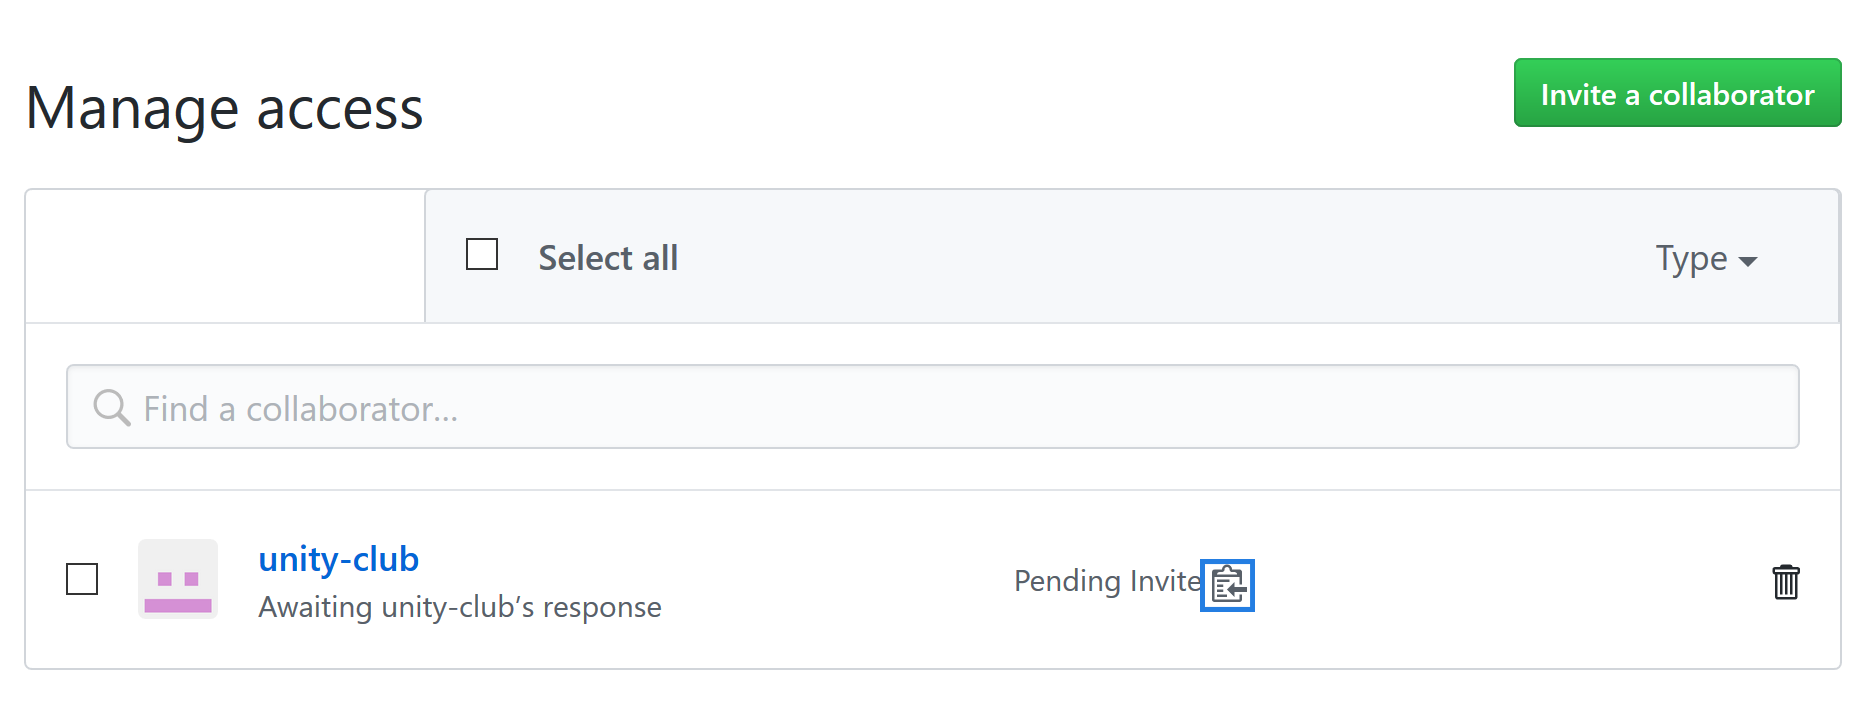 Manage access
Invite a collaborator
Select all
Type
Find a collaborator...
unity-club
Awaiting unity-club’s response
Pending Invite